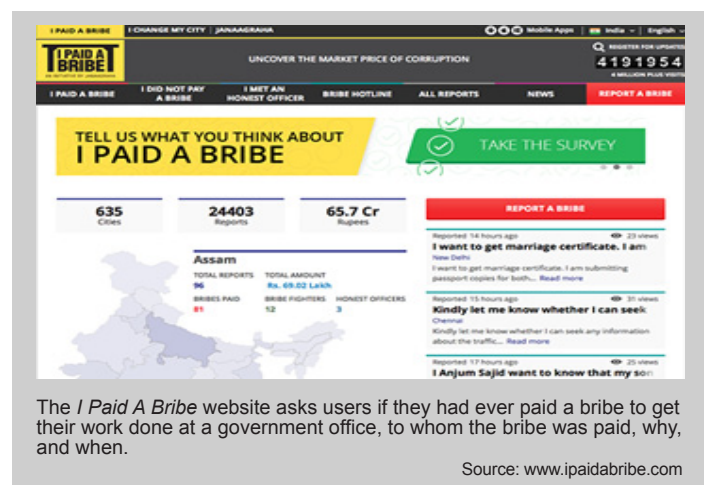 I PAID A BRIBE | I CHANGE MY CITY | JANAAGRAHA
Mobile Apps | India | English
I PAID A BRIBE
AN INITIATIVE OF JANAAGRAHA
UNCOVER THE MARKET PRICE OF CORRUPTION
REGISTER FOR UPDATES
4191954
4 MILLION PLUS VISITS
I PAID A BRIBE
I DID NOT PAY A BRIBE
I MET AN HONEST OFFICER
BRIBE HOTLINE
ALL REPORTS
NEWS
REPORT A BRIBE
TELL US WHAT YOU THINK ABOUT
I PAID A BRIBE
TAKE THE SURVEY
635
Cities
24403
Reports
65.7 Cr
Rupees
Assam
TOTAL REPORTS TOTAL AMOUNT
96 Rs. 69.02 Lakh
BRIBES PAID BRIBE FIGHTERS HONEST OFFICERS
81 12 3
REPORT A BRIBE
Reported 14 hours ago 23 views
I want to get marriage certificate. I am
New Delhi
I want to get marriage certificate. I am submitting
passport copies for both... Read more
Reported 15 hours ago 31 views
Kindly let me know whether I can seek
Chennai
Kindly let me know whether I can seek any information
about the traffic... Read more
Reported 17 hours ago 25 views
I Anjum Sajid want to know that my son
The I Paid A Bribe website asks users if they had ever paid a bribe to get
their work done at a government office, to whom the bribe was paid, why,
and when.
Source: www.ipaidabribe.com